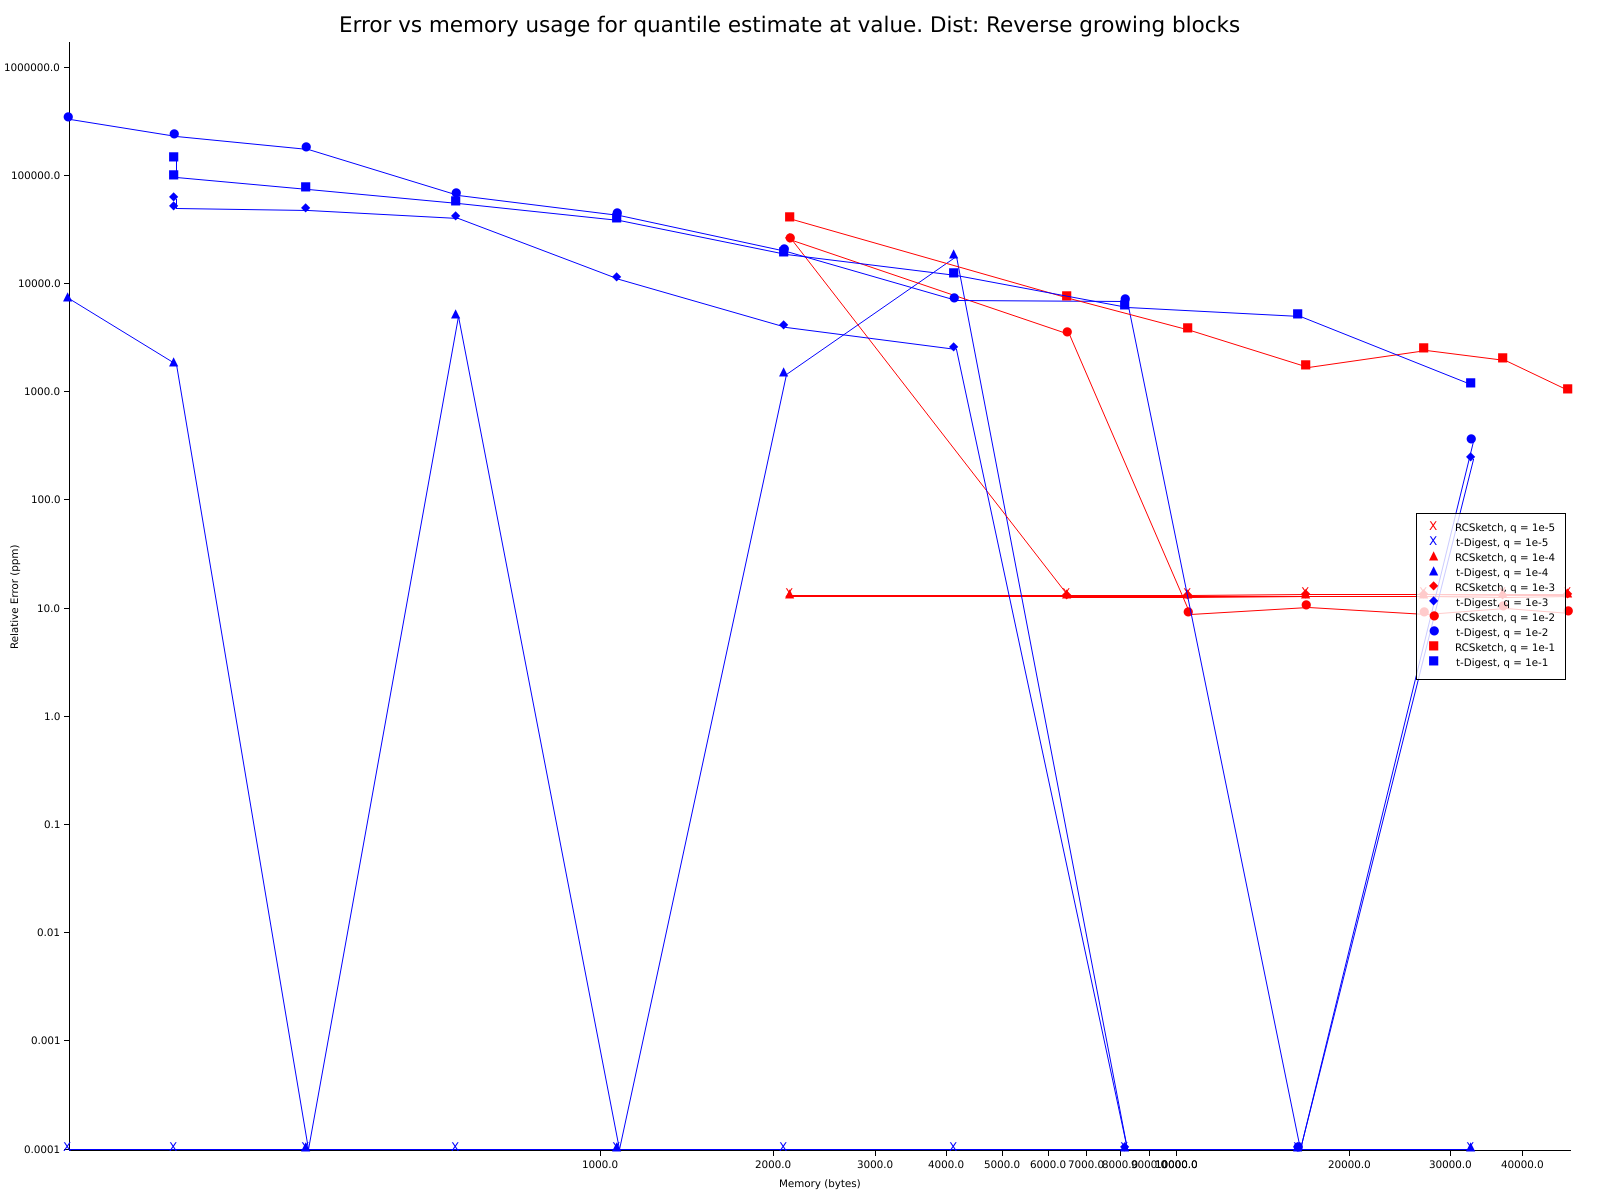 Error vs memory usage for quantile estimate at value. Dist: Reverse growing blocks
1000000.0
100000.0
10000.0
1000.0
100.0
10.0
1.0
0.1
0.01
0.001
0.0001
Relative Error (ppm)
RCSketch, q = 1e-5
t-Digest, q = 1e-5
RCSketch, q = 1e-4
t-Digest, q = 1e-4
RCSketch, q = 1e-3
t-Digest, q = 1e-3
RCSketch, q = 1e-2
t-Digest, q = 1e-2
RCSketch, q = 1e-1
t-Digest, q = 1e-1
1000.0 2000.0 3000.0 4000.0 5000.0 6000.0 7000.0 8000.0 9000.0 10000.0 20000.0 30000.0 40000.0
Memory (bytes)